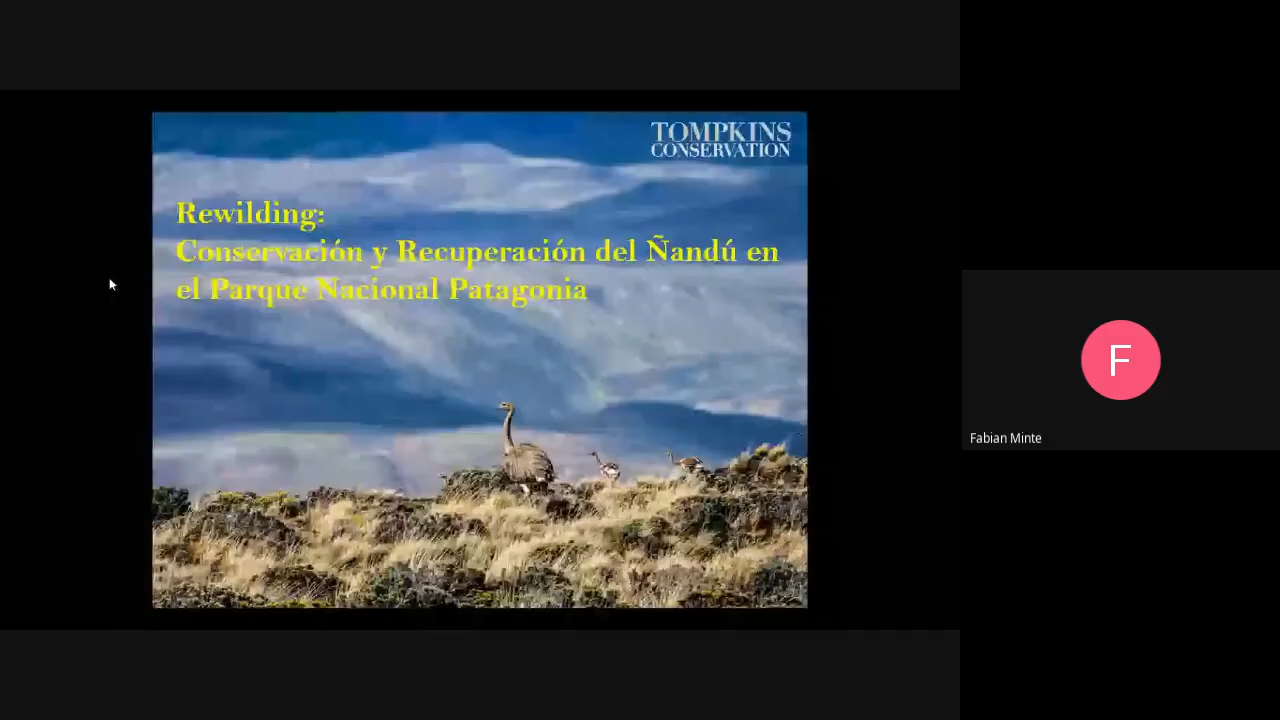 TOMPKINS
CONSERVATION
Rewilding:
Conservación y Recuperación del Ñandú en
el Parque Nacional Patagonia
F
Fabian Minte